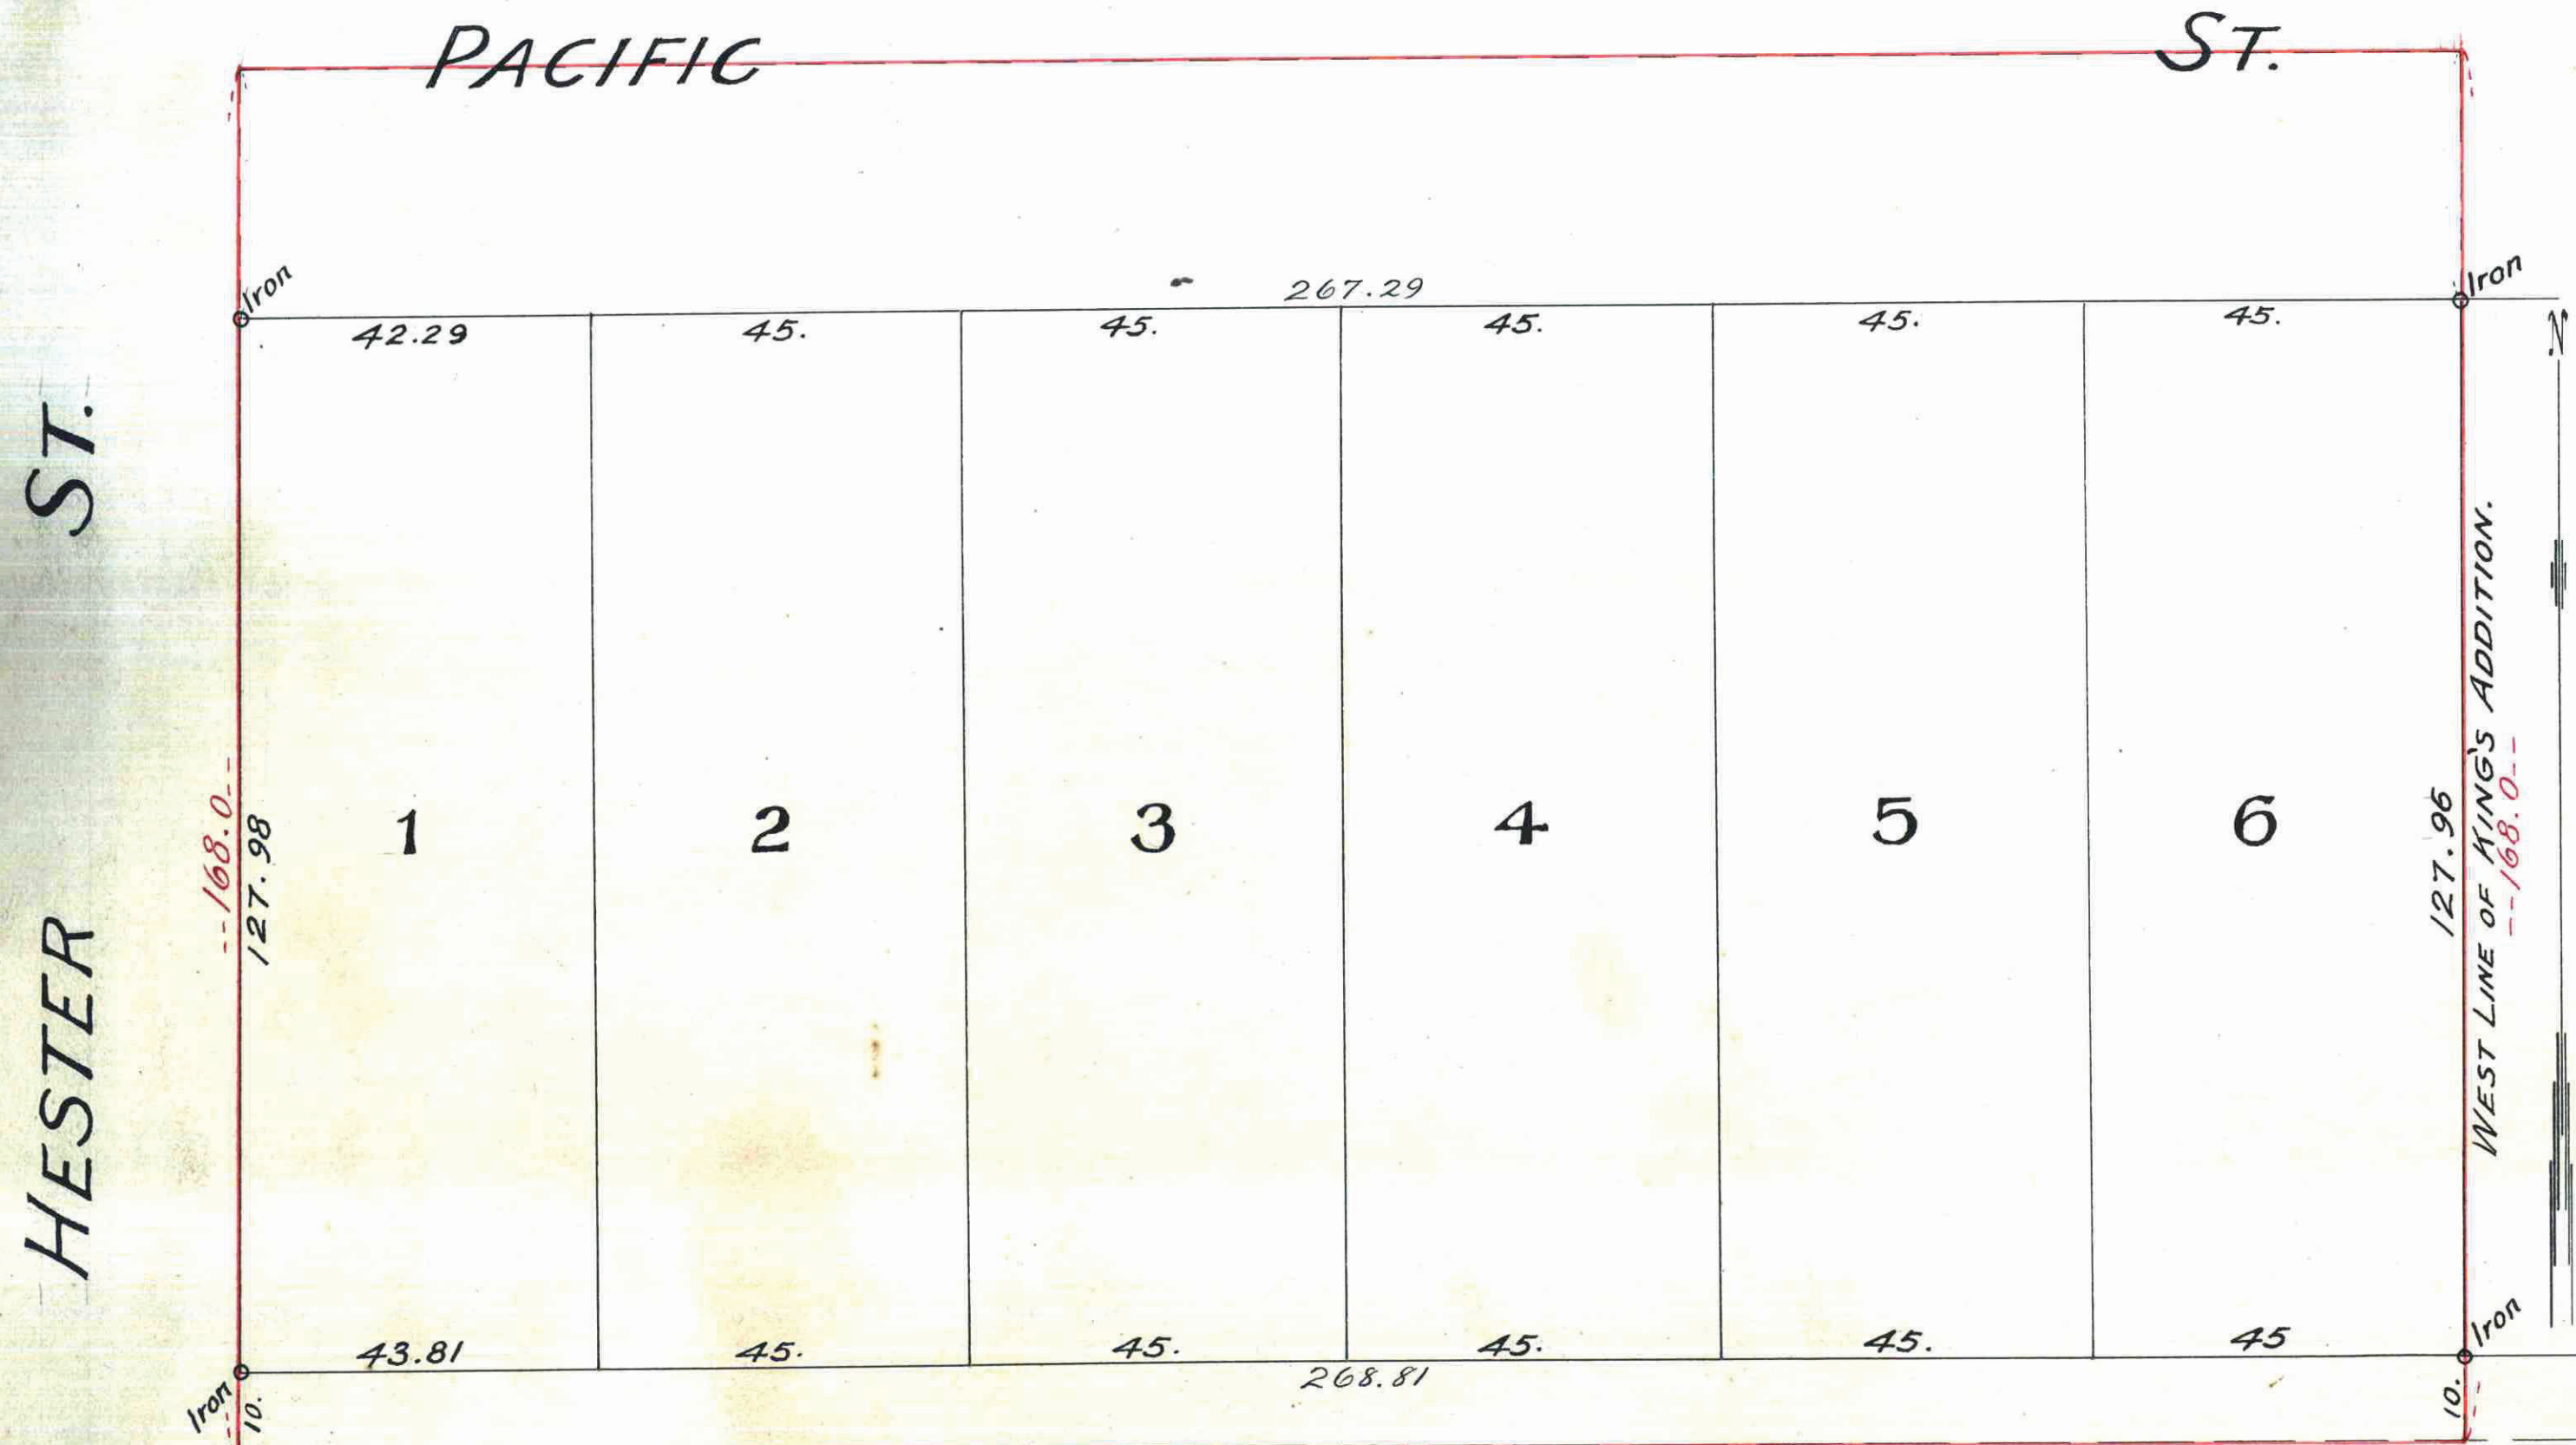 PACIFIC ST.
HESTER ST.
Iron
267.29
Iron
N
42.29 45. 45. 45. 45. 45.
--168.0--
127.98
1 2 3 4 5 6
127.96
WEST LINE OF KING'S ADDITION.
--168.0--
43.81 45. 45. 45. 45. 45
268.81
Iron
10.
Iron
10.